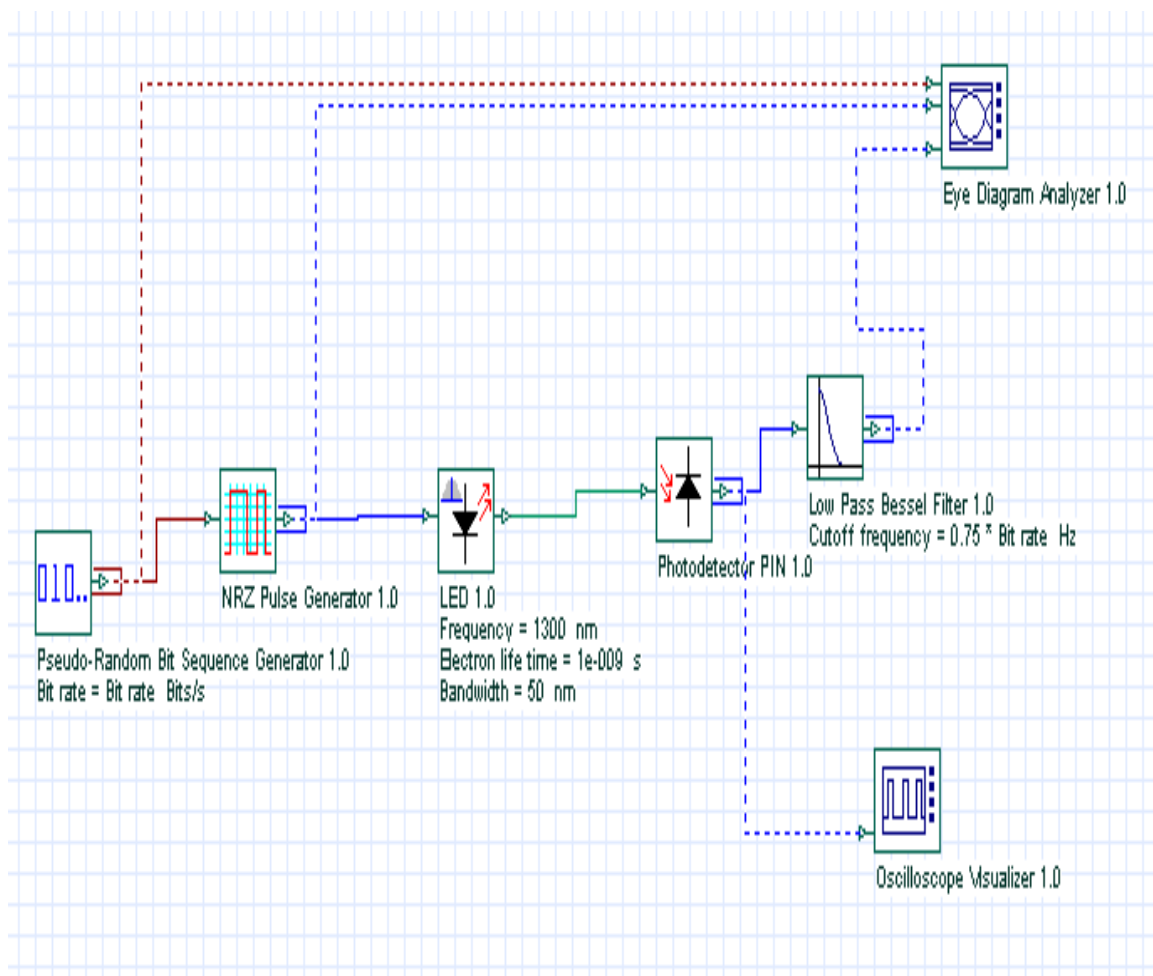 Eye Diagram Analyzer 1.0
Low Pass Bessel Filter 1.0
Cutoff frequency = 0.75 * Bit rate Hz
Photodetector PIN 1.0
NRZ Pulse Generator 1.0
LED 1.0
Frequency = 1300 nm
Electron life time = 1e-009 s
Bandwidth = 50 nm
010..
Pseudo-Random Bit Sequence Generator 1.0
Bit rate = Bit rate Bits/s
Oscilloscope Visualizer 1.0